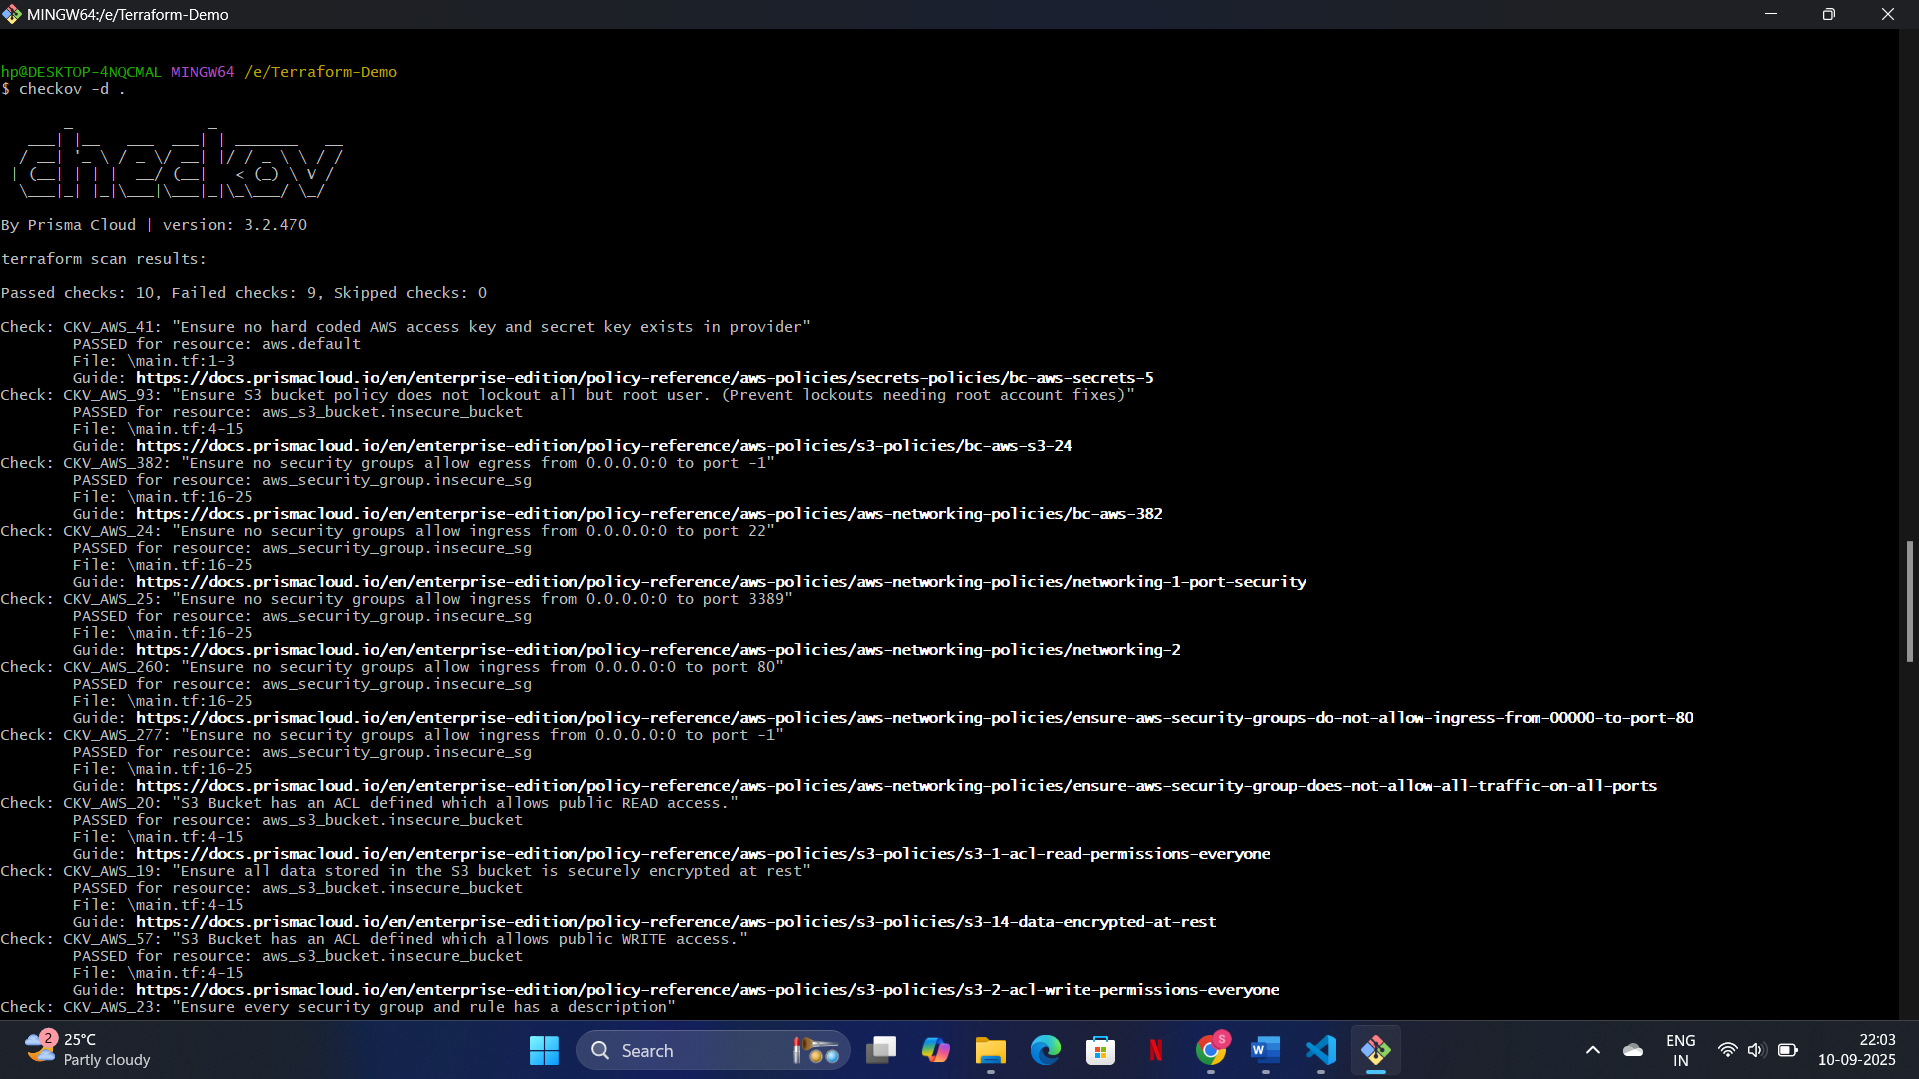 MINGW64:/e/Terraform-Demo
hp@DESKTOP-4NQCMAL MINGW64 /e/Terraform-Demo
$ checkov -d .
checkov
By Prisma Cloud | version: 3.2.470
terraform scan results:
Passed checks: 10, Failed checks: 9, Skipped checks: 0
Check: CKV_AWS_41: "Ensure no hard coded AWS access key and secret key exists in provider"
PASSED for resource: aws.default
File: \main.tf:1-3
Guide: https://docs.prismacloud.io/en/enterprise-edition/policy-reference/aws-policies/secrets-policies/bc-aws-secrets-5
Check: CKV_AWS_93: "Ensure S3 bucket policy does not lockout all but root user. (Prevent lockouts needing root account fixes)"
PASSED for resource: aws_s3_bucket.insecure_bucket
File: \main.tf:4-15
Guide: https://docs.prismacloud.io/en/enterprise-edition/policy-reference/aws-policies/s3-policies/bc-aws-s3-24
Check: CKV_AWS_382: "Ensure no security groups allow egress from 0.0.0.0:0 to port -1"
PASSED for resource: aws_security_group.insecure_sg
File: \main.tf:16-25
Guide: https://docs.prismacloud.io/en/enterprise-edition/policy-reference/aws-policies/aws-networking-policies/bc-aws-382
Check: CKV_AWS_24: "Ensure no security groups allow ingress from 0.0.0.0:0 to port 22"
PASSED for resource: aws_security_group.insecure_sg
File: \main.tf:16-25
Guide: https://docs.prismacloud.io/en/enterprise-edition/policy-reference/aws-policies/aws-networking-policies/networking-1-port-security
Check: CKV_AWS_25: "Ensure no security groups allow ingress from 0.0.0.0:0 to port 3389"
PASSED for resource: aws_security_group.insecure_sg
File: \main.tf:16-25
Guide: https://docs.prismacloud.io/en/enterprise-edition/policy-reference/aws-policies/aws-networking-policies/networking-2
Check: CKV_AWS_260: "Ensure no security groups allow ingress from 0.0.0.0:0 to port 80"
PASSED for resource: aws_security_group.insecure_sg
File: \main.tf:16-25
Guide: https://docs.prismacloud.io/en/enterprise-edition/policy-reference/aws-policies/aws-networking-policies/ensure-aws-security-groups-do-not-allow-ingress-from-00000-to-port-80
Check: CKV_AWS_277: "Ensure no security groups allow ingress from 0.0.0.0:0 to port -1"
PASSED for resource: aws_security_group.insecure_sg
File: \main.tf:16-25
Guide: https://docs.prismacloud.io/en/enterprise-edition/policy-reference/aws-policies/aws-networking-policies/ensure-aws-security-group-does-not-allow-all-traffic-on-all-ports
Check: CKV_AWS_20: "S3 Bucket has an ACL defined which allows public READ access."
PASSED for resource: aws_s3_bucket.insecure_bucket
File: \main.tf:4-15
Guide: https://docs.prismacloud.io/en/enterprise-edition/policy-reference/aws-policies/s3-policies/s3-1-acl-read-permissions-everyone
Check: CKV_AWS_19: "Ensure all data stored in the S3 bucket is securely encrypted at rest"
PASSED for resource: aws_s3_bucket.insecure_bucket
File: \main.tf:4-15
Guide: https://docs.prismacloud.io/en/enterprise-edition/policy-reference/aws-policies/s3-policies/s3-14-data-encrypted-at-rest
Check: CKV_AWS_57: "S3 Bucket has an ACL defined which allows public WRITE access."
PASSED for resource: aws_s3_bucket.insecure_bucket
File: \main.tf:4-15
Guide: https://docs.prismacloud.io/en/enterprise-edition/policy-reference/aws-policies/s3-policies/s3-2-acl-write-permissions-everyone
Check: CKV_AWS_23: "Ensure every security group and rule has a description"
2
25°C
Partly cloudy
Search
N
S
W
ENG
IN
22:03
10-09-2025